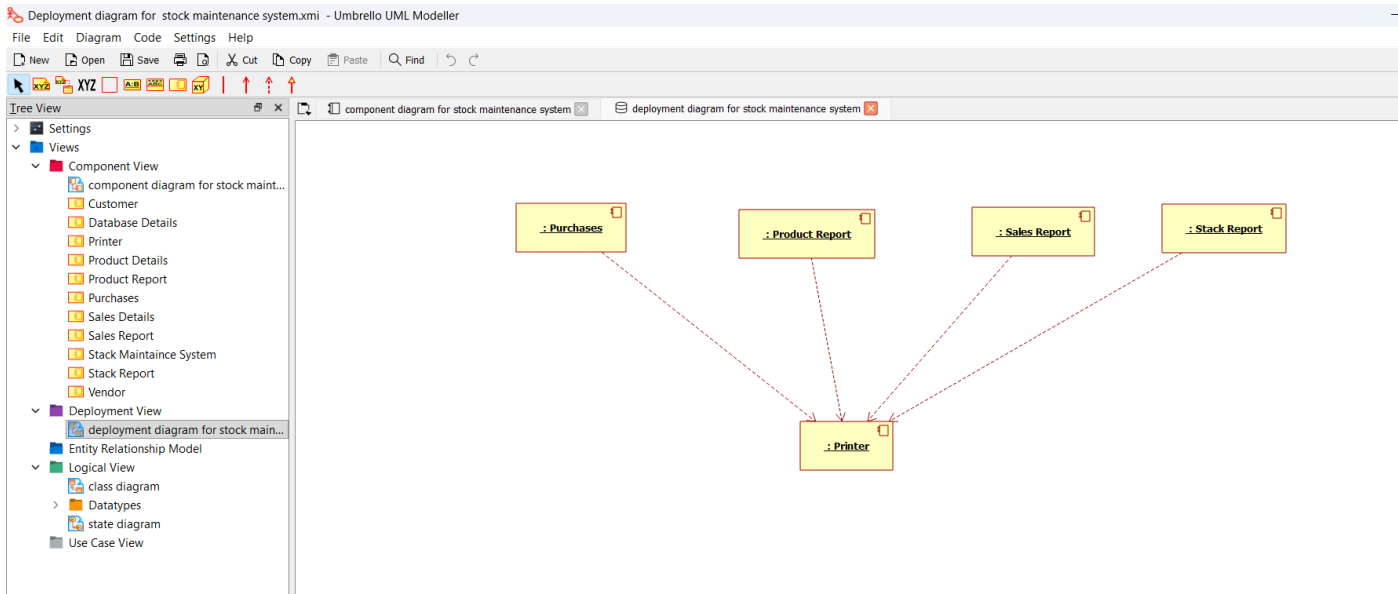 Deployment diagram for  stock maintenance system.xmi - Umbrello UML Modeller
File Edit Diagram Code Settings Help
New Open Save Cut Copy Paste Find
XYZ XYZ A:B ABC XY
Tree View
component diagram for stock maintenance system
deployment diagram for stock maintenance system
Settings
Views
Component View
component diagram for stock maint...
Customer
Database Details
Printer
Product Details
Product Report
Purchases
Sales Details
Sales Report
Stack Maintaince System
Stack Report
Vendor
Deployment View
deployment diagram for stock main...
Entity Relationship Model
Logical View
class diagram
Datatypes
state diagram
Use Case View
: Purchases
: Product Report
: Sales Report
: Stack Report
: Printer